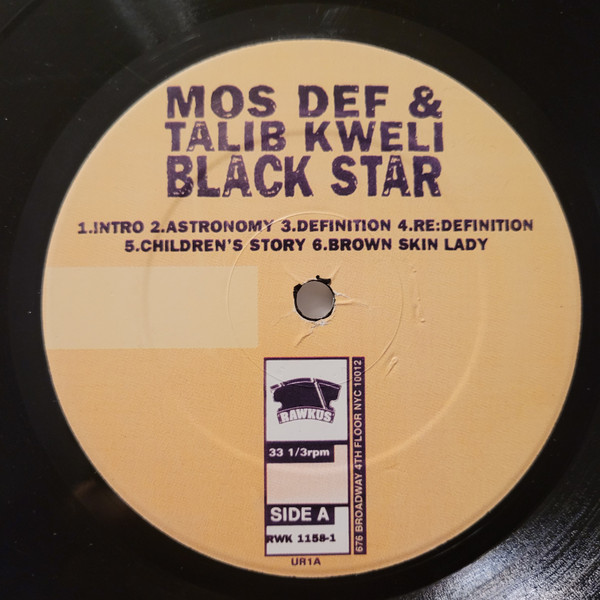 MOS DEF &
TALIB KWELI
BLACK STAR
1.INTRO 2.ASTRONOMY 3.DEFINITION 4.RE:DEFINITION
5.CHILDREN'S STORY 6.BROWN SKIN LADY
RAWKUS
33 1/3rpm
SIDE A
RWK 1158-1
676 BROADWAY 4TH FLOOR NYC 10012
UR1A